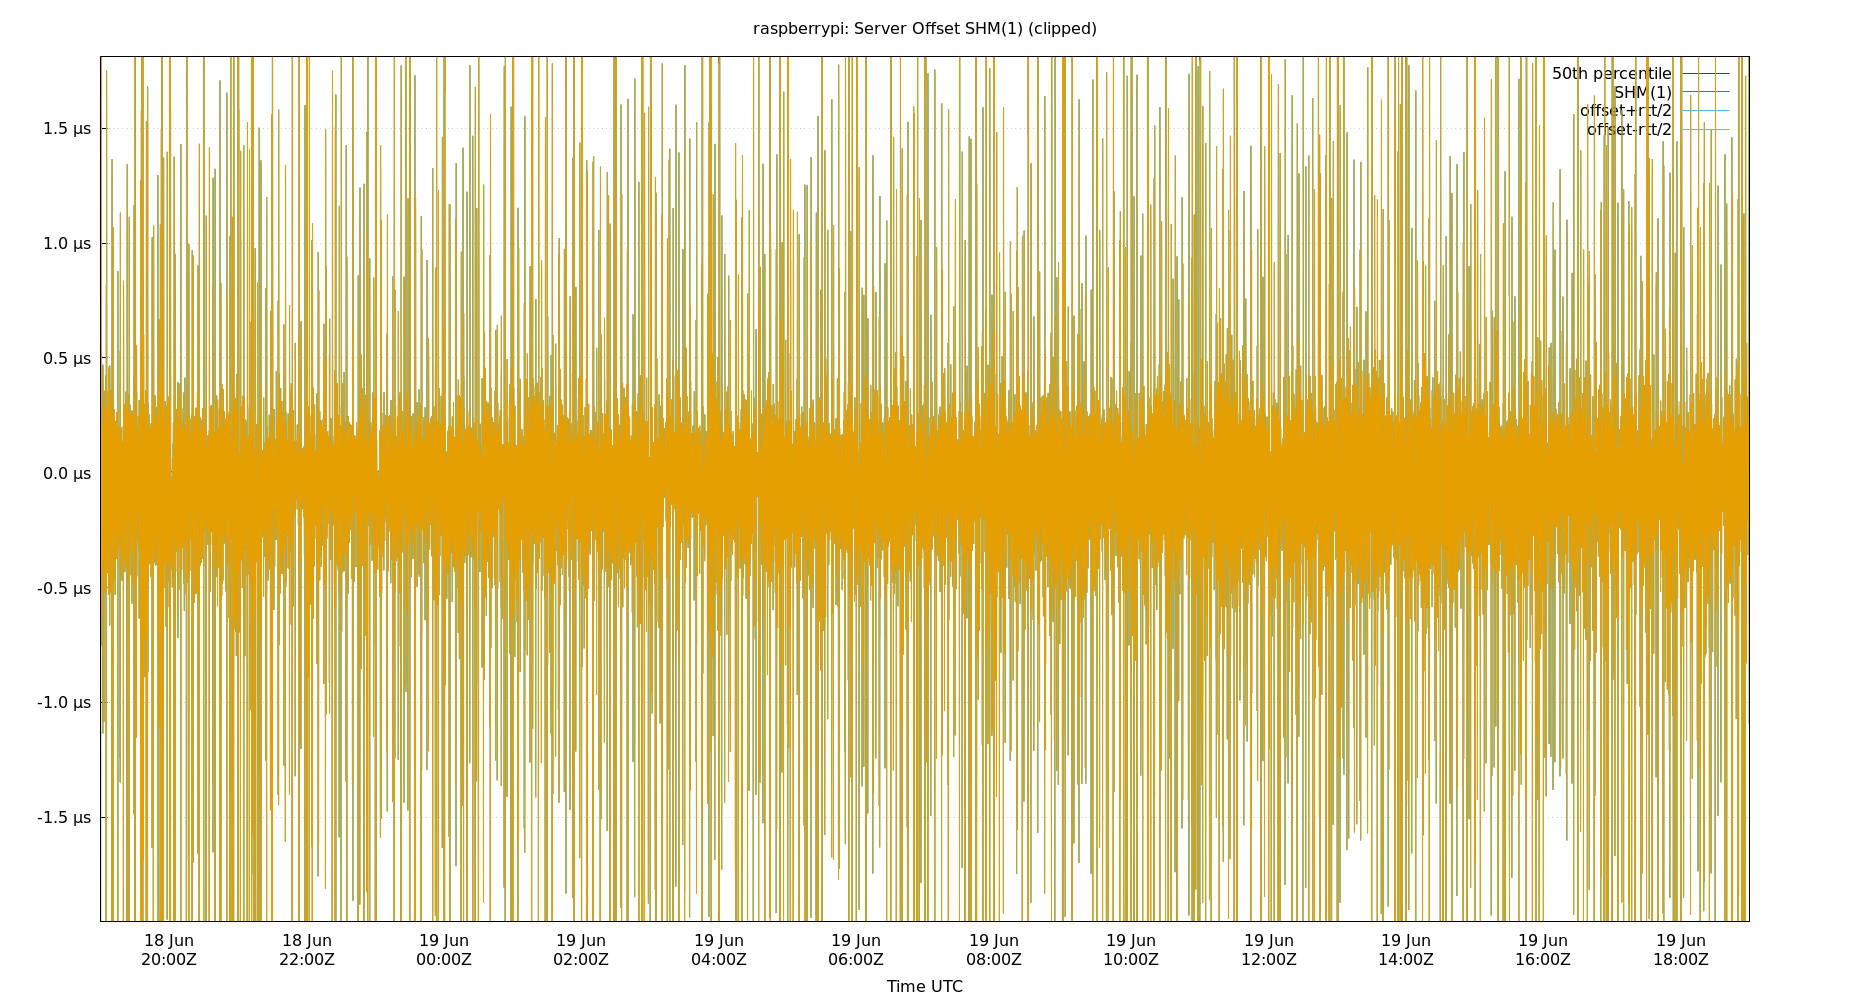 raspberrypi: Server Offset SHM(1) (clipped)
50th percentile
SHM(1)
offset+rtt/2
offset-rtt/2
1.5 µs
1.0 µs
0.5 µs
0.0 µs
-0.5 µs
-1.0 µs
-1.5 µs
18 Jun 18 Jun 19 Jun 19 Jun 19 Jun 19 Jun 19 Jun 19 Jun 19 Jun 19 Jun 19 Jun 19 Jun
20:00Z 22:00Z 00:00Z 02:00Z 04:00Z 06:00Z 08:00Z 10:00Z 12:00Z 14:00Z 16:00Z 18:00Z
Time UTC